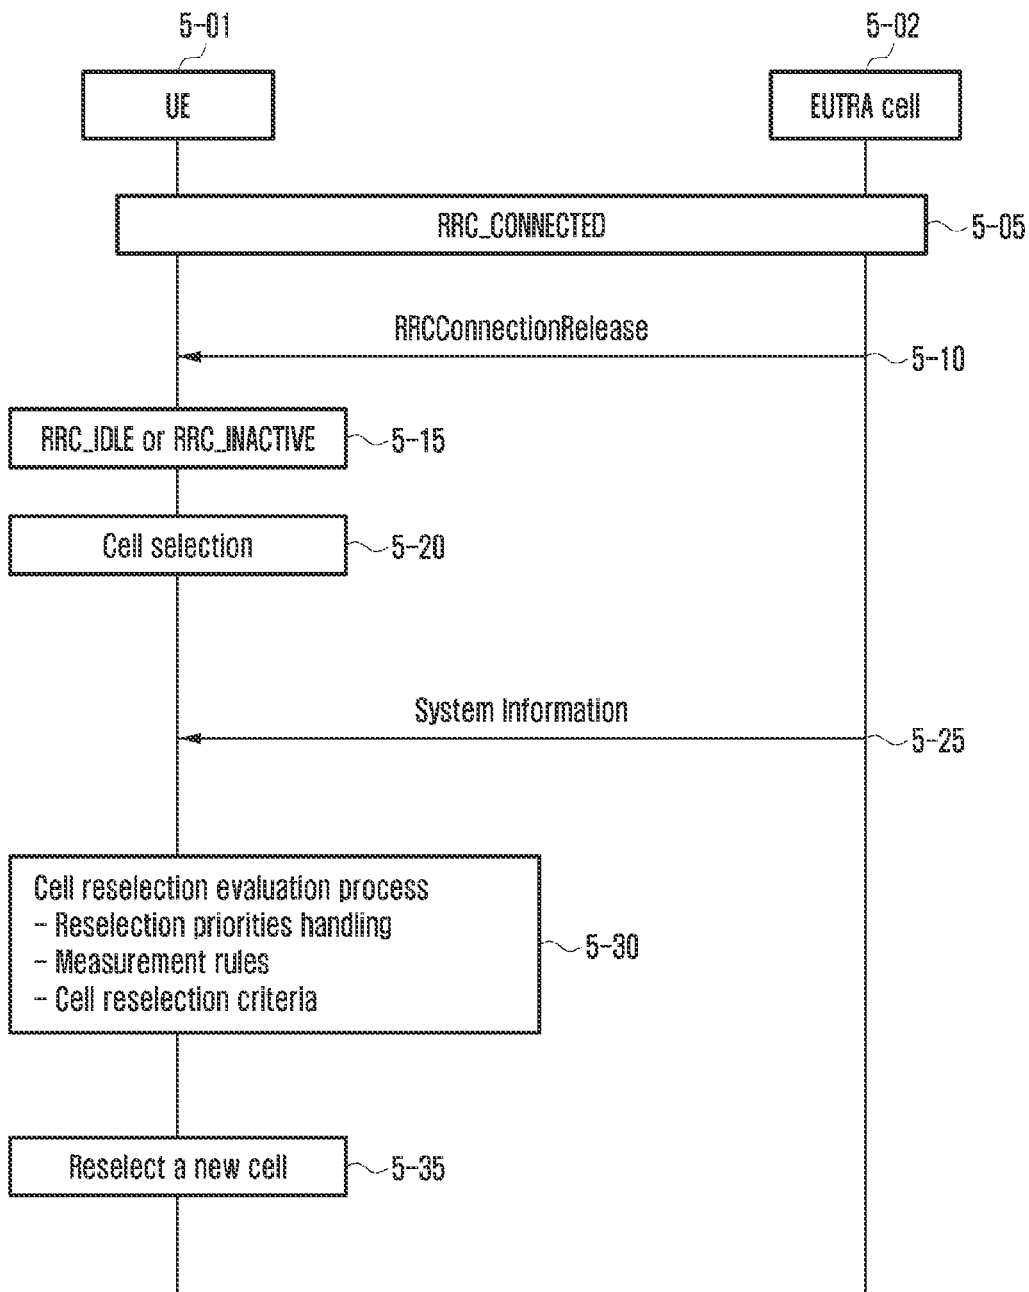 5-01
5-02
UE
EUTRA cell
RRC_CONNECTED
5-05
RRCConnectionRelease
5-10
RRC_IDLE or RRC_INACTIVE
5-15
Cell selection
5-20
System Information
5-25
Cell reselection evaluation process
- Reselection priorities handling
- Measurement rules
- Cell reselection criteria
5-30
Reselect a new cell
5-35